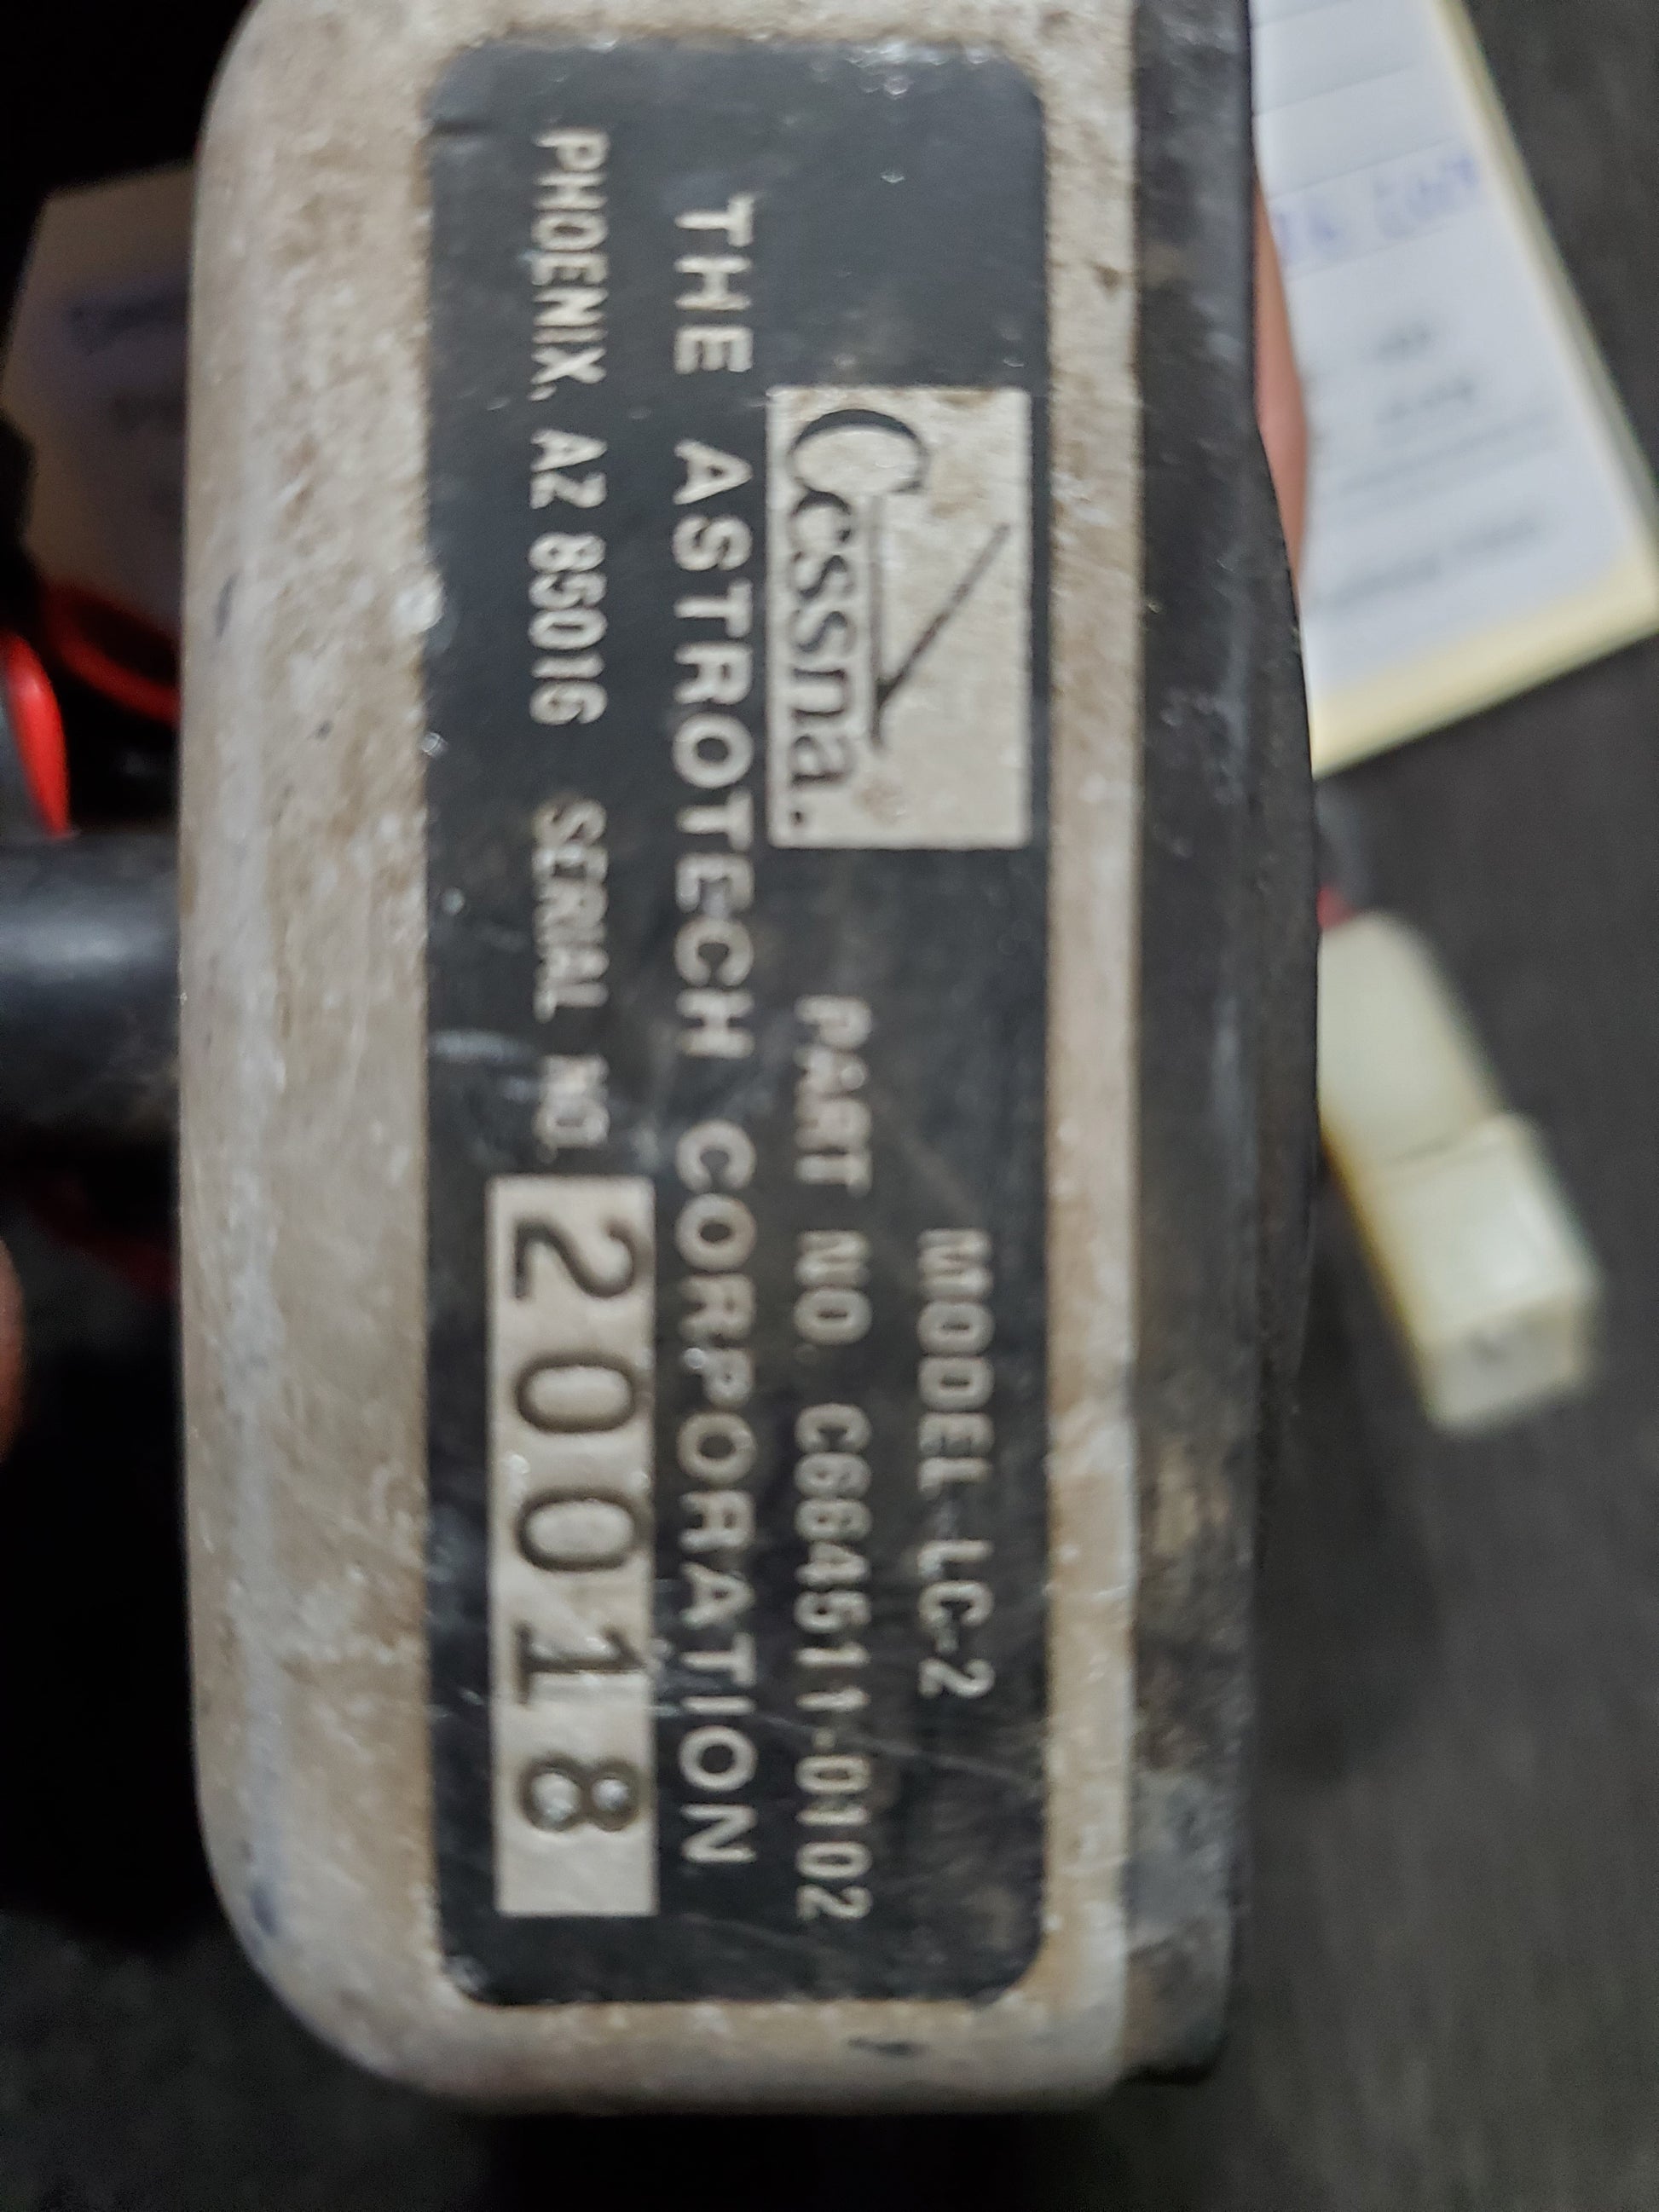 MODEL LC-2
Cessna.
PART NO. C664511-0102
THE ASTROTECH CORPORATION
PHOENIX, AZ 85016 SERIAL NO. 20018